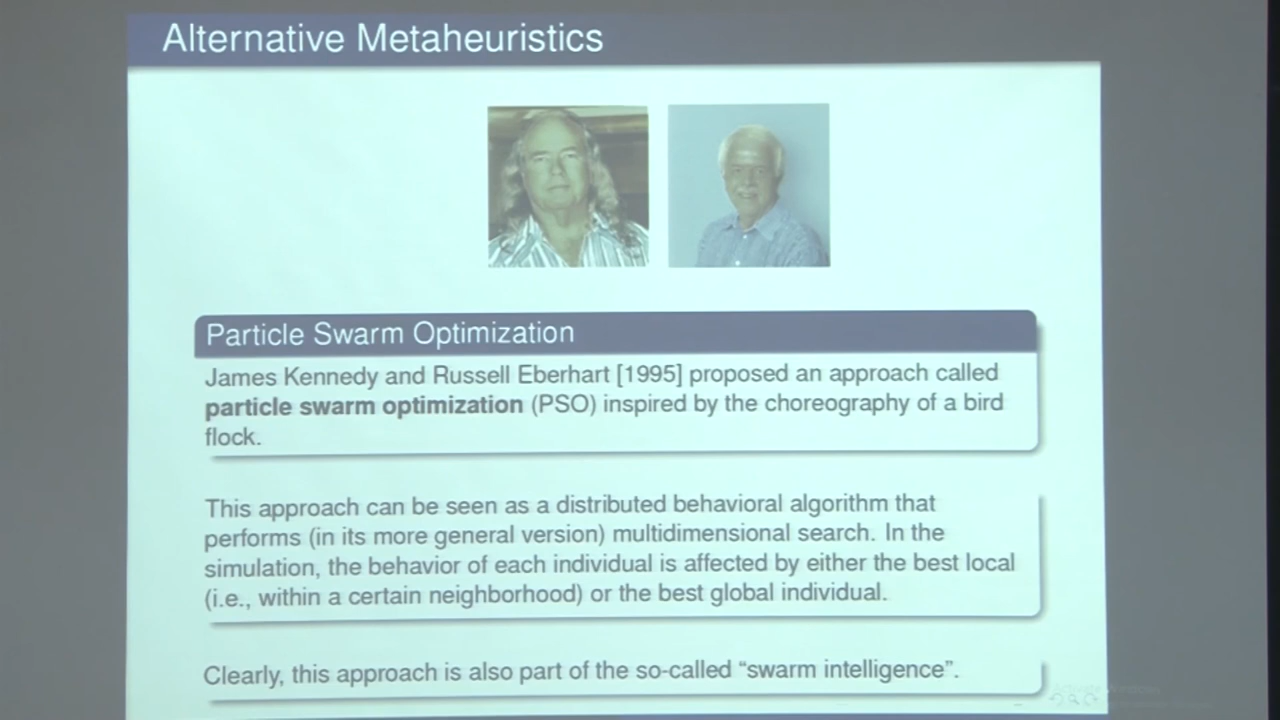 Alternative Metaheuristics
Particle Swarm Optimization
James Kennedy and Russell Eberhart [1995] proposed an approach called
particle swarm optimization (PSO) inspired by the choreography of a bird
flock.
This approach can be seen as a distributed behavioral algorithm that
performs (in its more general version) multidimensional search. In the
simulation, the behavior of each individual is affected by either the best local
(i.e., within a certain neighborhood) or the best global individual.
Clearly, this approach is also part of the so-called “swarm intelligence”.